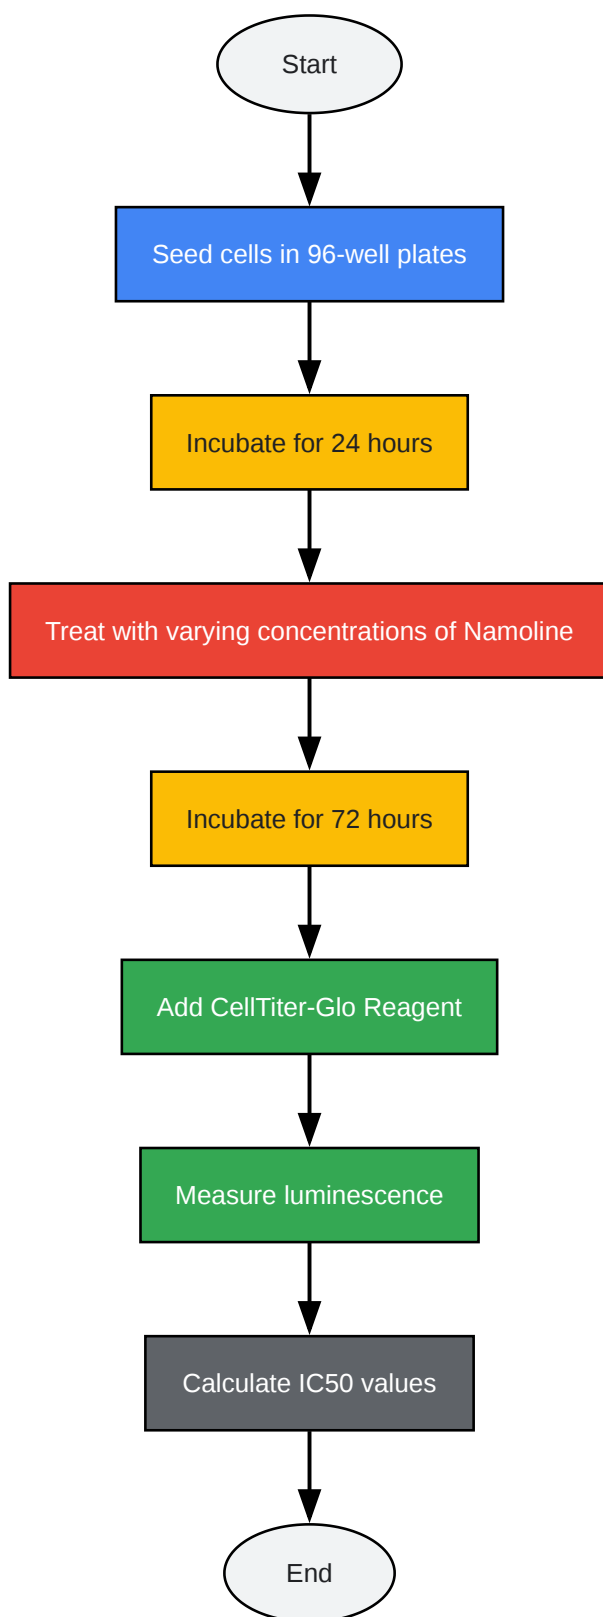 Start
Seed cells in 96-well plates
Incubate for 24 hours
Treat with varying concentrations of Namoline
Incubate for 72 hours
Add CellTiter-Glo Reagent
Measure luminescence
Calculate IC50 values
End